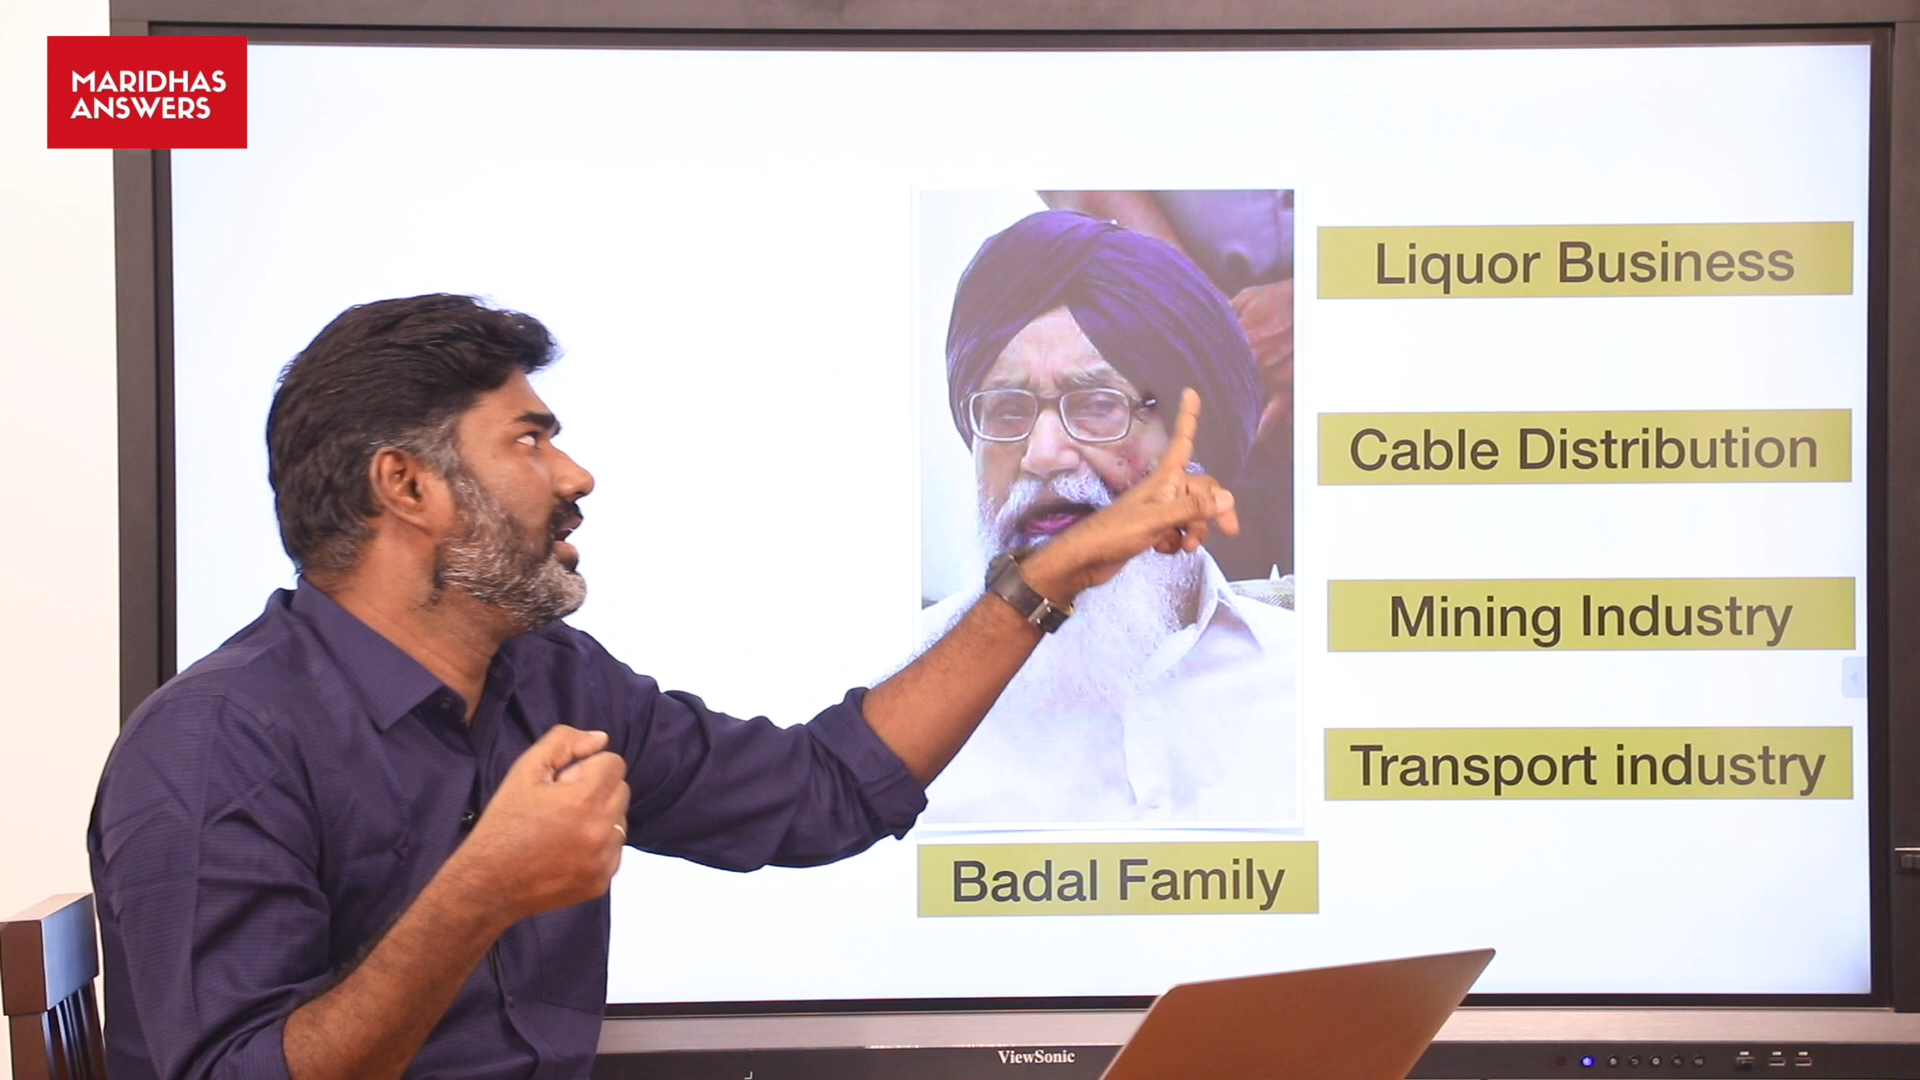 MARIDHAS
ANSWERS
Liquor Business
Cable Distribution
Mining Industry
Transport industry
Badal Family
ViewSonic